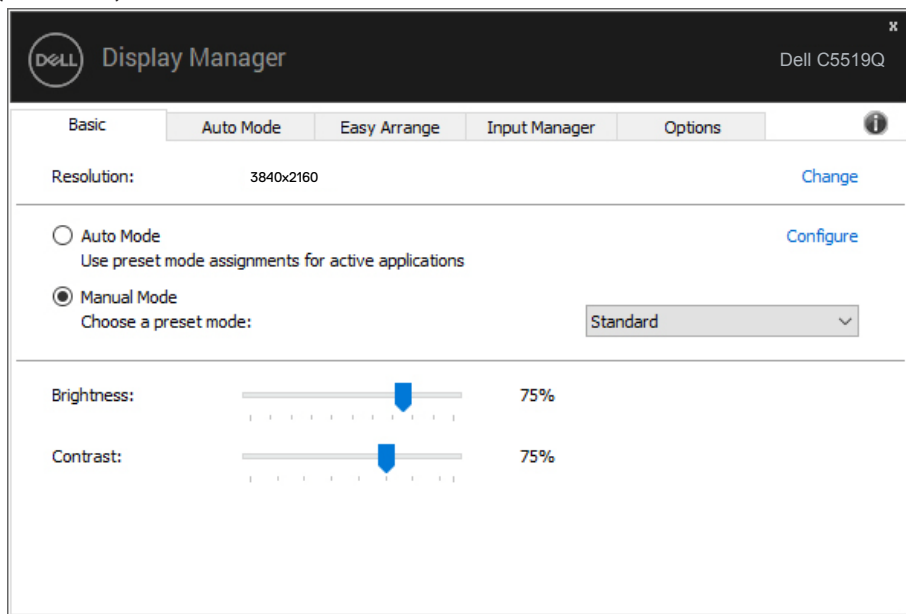 x
DELL Display Manager Dell C5519Q
Basic Auto Mode Easy Arrange Input Manager Options i
Resolution: 3840x2160 Change
Auto Mode Configure
Use preset mode assignments for active applications
Manual Mode
Choose a preset mode: Standard
Brightness: 75%
Contrast: 75%